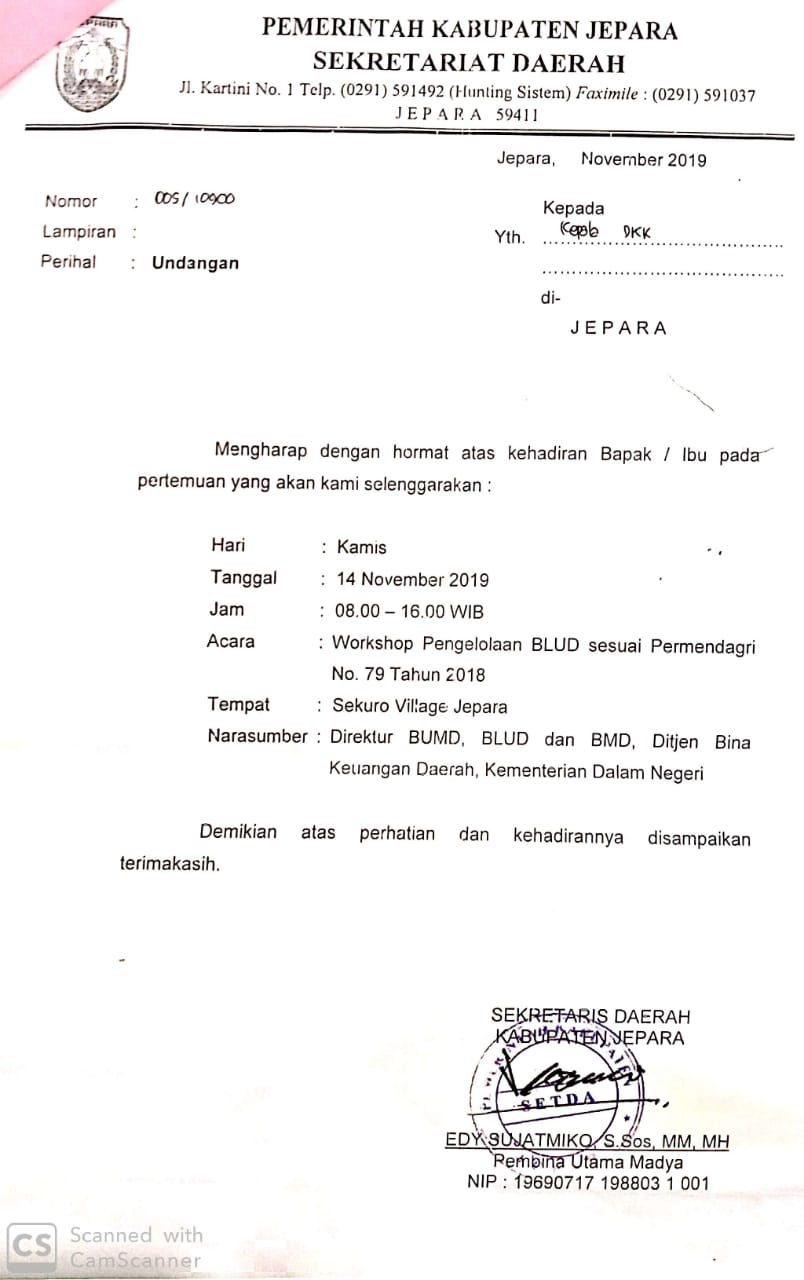 JEPARA
PEMERINTAH KABUPATEN JEPARA
SEKRETARIAT DAERAH
Jl. Kartini No. 1 Telp. (0291) 591492 (Hunting Sistem) Faximile : (0291) 591037
J E P A R A 59411
Jepara, November 2019
Nomor : 005/10900
Lampiran :
Perihal : Undangan
Kepada
Yth. Kepala DKK
di-
J E P A R A
Mengharap dengan hormat atas kehadiran Bapak / Ibu pada
pertemuan yang akan kami selenggarakan :
Hari : Kamis
Tanggal : 14 November 2019
Jam : 08.00 – 16.00 WIB
Acara : Workshop Pengelolaan BLUD sesuai Permendagri
No. 79 Tahun 2018
Tempat : Sekuro Village Jepara
Narasumber : Direktur BUMD, BLUD dan BMD, Ditjen Bina
Keuangan Daerah, Kementerian Dalam Negeri
Demikian atas perhatian dan kehadirannya disampaikan
terimakasih.
SEKRETARIS DAERAH
KABUPATEN JEPARA
SETDA
EDY SUJATMIKO, S.Sos, MM, MH
Pembina Utama Madya
NIP : 19690717 198803 1 001
CS Scanned with
CamScanner